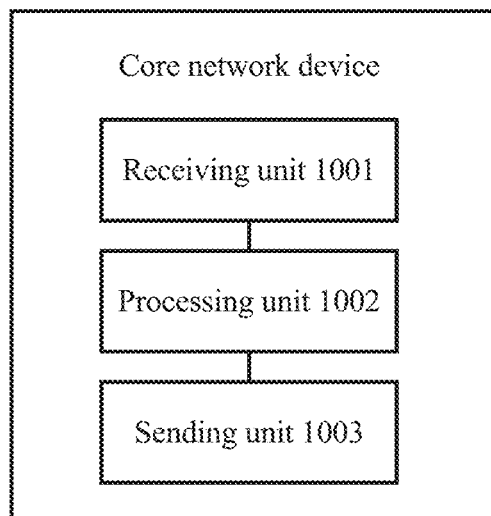 Core network device
Receiving unit 1001
Processing unit 1002
Sending unit 1003